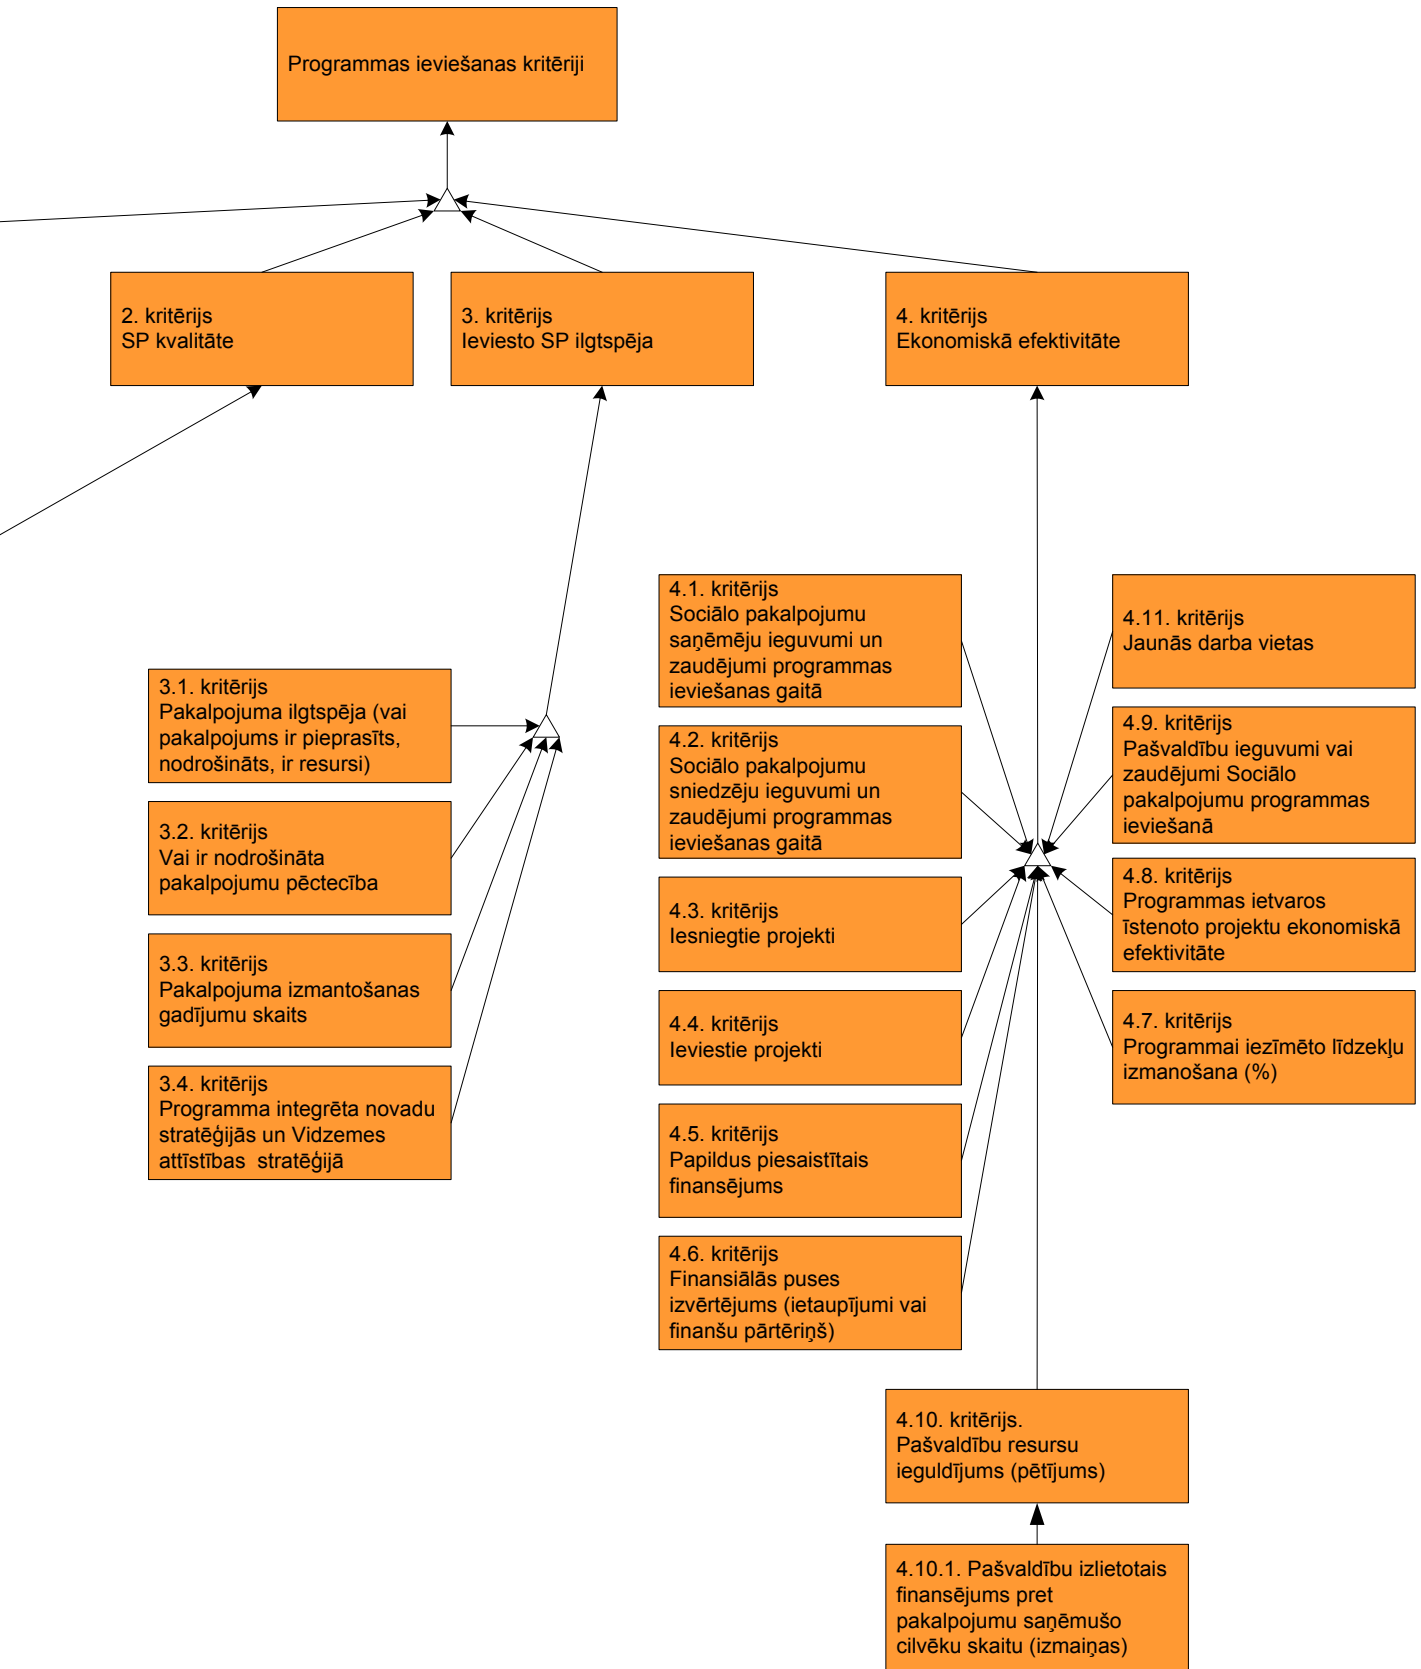 Programmas ieviešanas kritēriji
2. kritērijs
SP kvalitāte
3. kritērijs
Ieviesto SP ilgtspēja
4. kritērijs
Ekonomiskā efektivitāte
3.1. kritērijs
Pakalpojuma ilgtspēja (vai
pakalpojums ir pieprasīts,
nodrošināts, ir resursi)
3.2. kritērijs
Vai ir nodrošināta
pakalpojumu pēctecība
3.3. kritērijs
Pakalpojuma izmantošanas
gadījumu skaits
3.4. kritērijs
Programma integrēta novadu
stratēģijās un Vidzemes
attīstības stratēģijā
4.1. kritērijs
Sociālo pakalpojumu
saņēmēju ieguvumi un
zaudējumi programmas
ieviešanas gaitā
4.2. kritērijs
Sociālo pakalpojumu
sniedzēju ieguvumi un
zaudējumi programmas
ieviešanas gaitā
4.3. kritērijs
Iesniegtie projekti
4.4. kritērijs
Ieviestie projekti
4.5. kritērijs
Papildus piesaistītais
finansējums
4.6. kritērijs
Finansiālās puses
izvērtējums (ietaupījumi vai
finanšu pārtēriņš)
4.11. kritērijs
Jaunās darba vietas
4.9. kritērijs
Pašvaldību ieguvumi vai
zaudējumi Sociālo
pakalpojumu programmas
ieviešanā
4.8. kritērijs
Programmas ietvaros
īstenoto projektu ekonomiskā
efektivitāte
4.7. kritērijs
Programmai iezīmēto līdzekļu
izmanošana (%)
4.10. kritērijs.
Pašvaldību resursu
ieguldījums (pētījums)
4.10.1. Pašvaldību izlietotais
finansējums pret
pakalpojumu saņēmušo
cilvēku skaitu (izmaiņas)